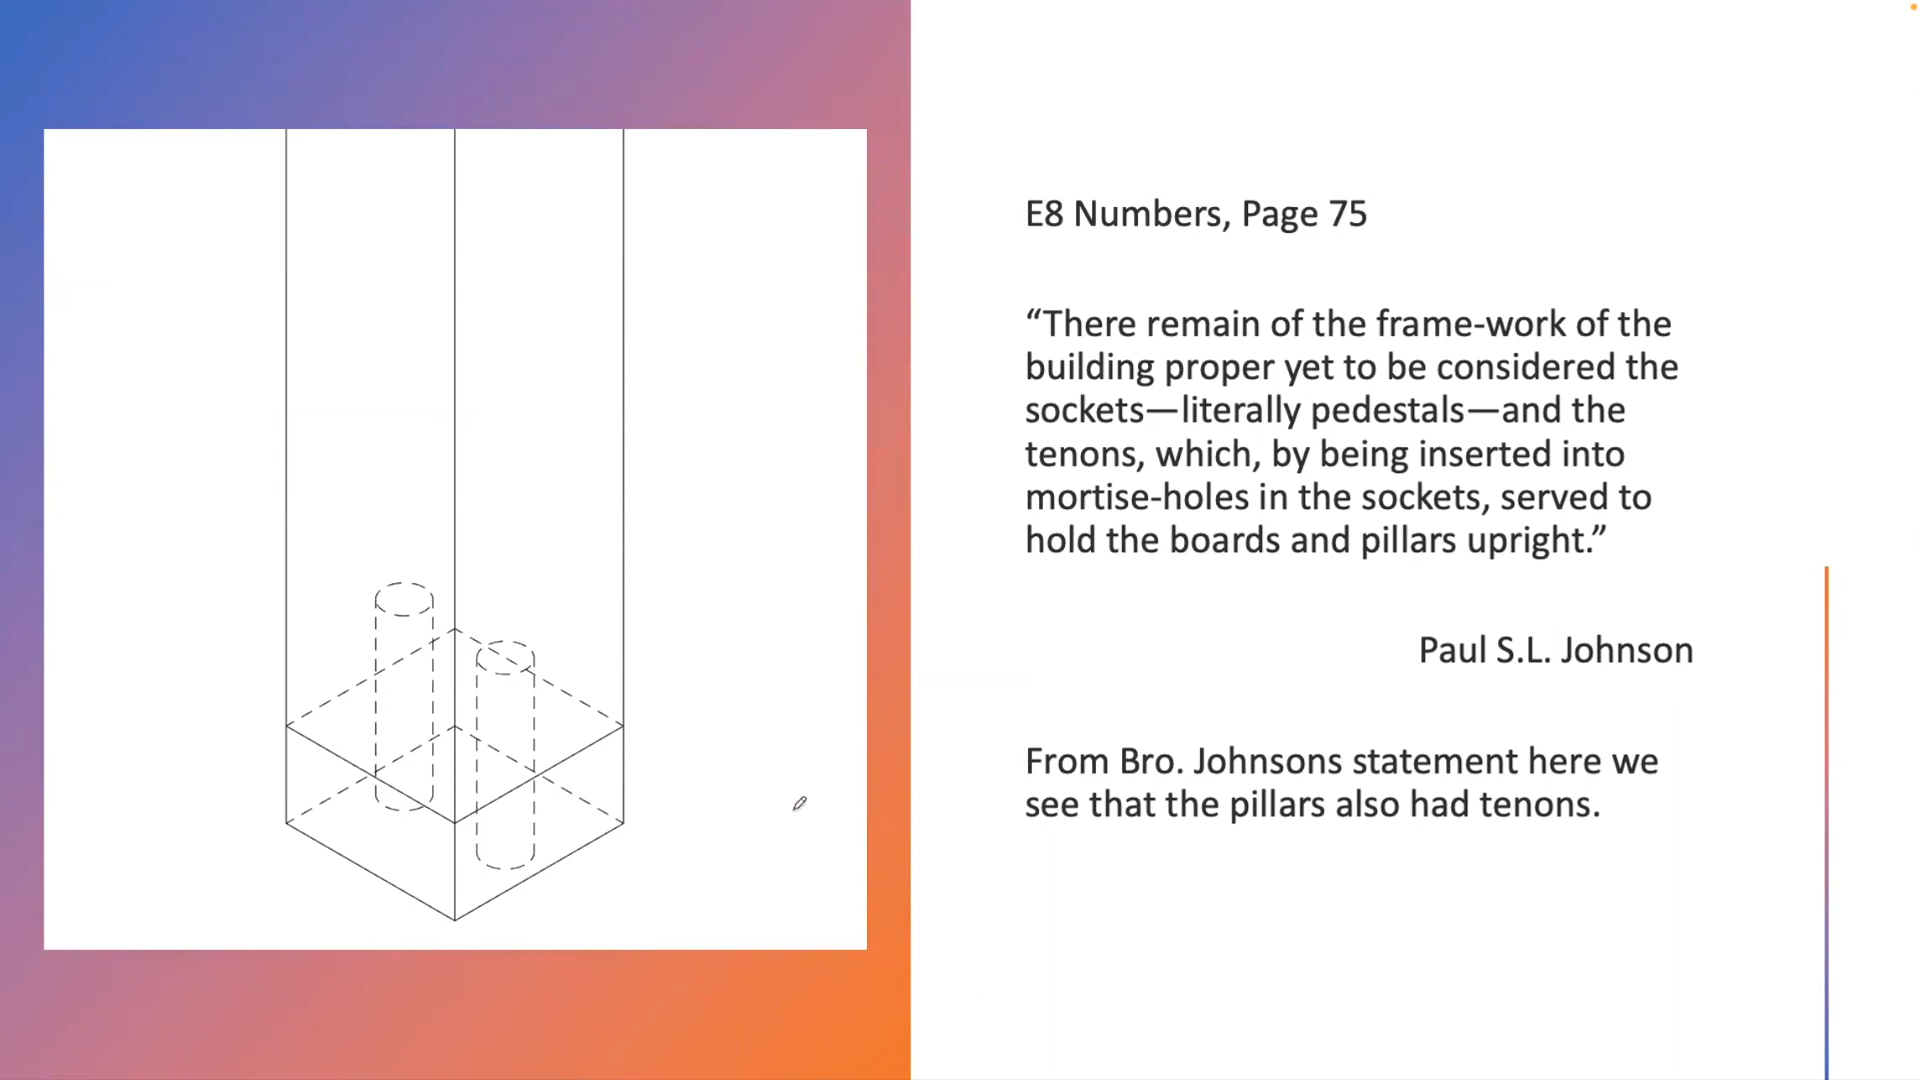 E8 Numbers, Page 75
“There remain of the frame-work of the
building proper yet to be considered the
sockets—literally pedestals—and the
tenons, which, by being inserted into
mortise-holes in the sockets, served to
hold the boards and pillars upright.”
Paul S.L. Johnson
From Bro. Johnsons statement here we
see that the pillars also had tenons.